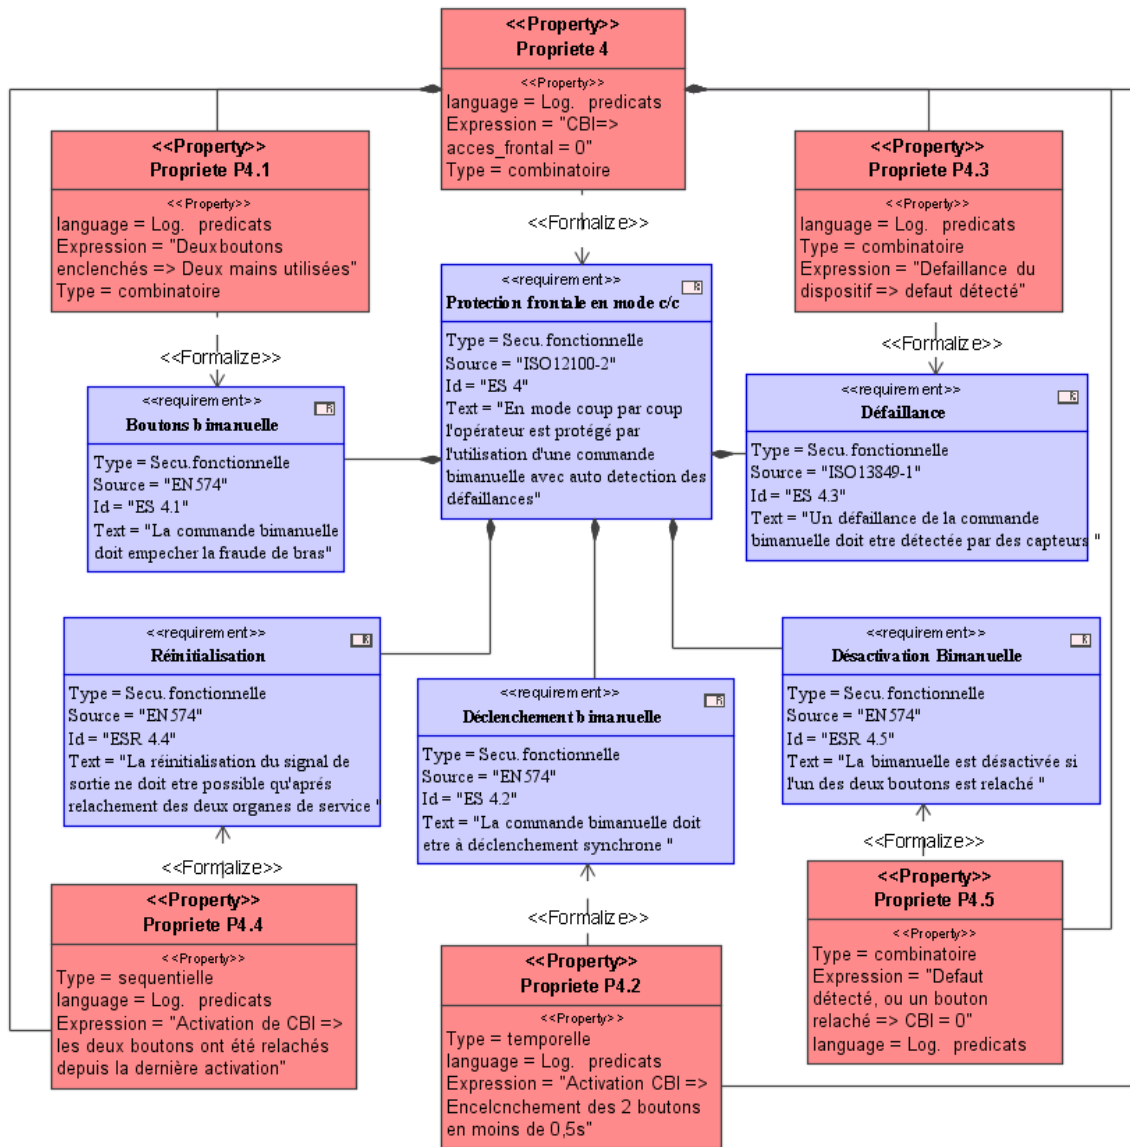 <<Property>>
Propriete 4
<<Property>>
language = Log. predicats
Expression = "CBI=>
acces_frontal = 0"
Type = combinatoire
<<Property>>
Propriete P4.1
<<Property>>
language = Log. predicats
Expression = "Deux boutons
enclenchés => Deux mains utilisées"
Type = combinatoire
<<Property>>
Propriete P4.3
<<Property>>
language = Log. predicats
Type = combinatoire
Expression = "Defaillance du
dispositif => defaut détecté"
<<Formalize>>
<<Formalize>>
<<Formalize>>
<<requirement>>
R
Protection frontale en mode c/c
Type = Secu. fonctionnelle
Source = "ISO12100-2"
Id = "ES 4"
Text = "En mode coup par coup
l'opérateur est protégé par
l'utilisation d'une commande
bimanuelle avec auto detection des
défaillances"
<<requirement>>
R
Boutons bimanuelle
Type = Secu.fonctionnelle
Source = "EN574"
Id = "ES 4.1"
Text = "La commande bimanuelle
doit empecher la fraude de bras"
<<requirement>>
R
Défaillance
Type = Secu. fonctionnelle
Source = "ISO13849-1"
Id = "ES 4.3"
Text = "Un défaillance de la commande
bimanuelle doit etre détectée par des capteurs "
<<requirement>>
R
Réinitialisation
Type = Secu. fonctionnelle
Source = "EN574"
Id = "ESR 4.4"
Text = "La réinitialisation du signal de
sortie ne doit etre possible qu'aprés
relachement des deux organes de service "
<<requirement>>
R
Déclenchement bimanuelle
Type = Secu. fonctionnelle
Source = "EN574"
Id = "ES 4.2"
Text = "La commande bimanuelle doit
etre à déclenchement synchrone "
<<requirement>>
R
Désactivation Bimanuelle
Type = Secu. fonctionnelle
Source = "EN574"
Id = "ESR 4.5"
Text = "La bimanuelle est désactivée si
l'un des deux boutons est relaché "
<<Formalize>>
<<Formalize>>
<<Formalize>>
<<Property>>
Propriete P4.4
<<Property>>
Type = sequentielle
language = Log. predicats
Expression = "Activation de CBI =>
les deux boutons ont été relachés
depuis la dernière activation"
<<Property>>
Propriete P4.2
<<Property>>
Type = temporelle
language = Log. predicats
Expression = "Activation CBI =>
Encelcnchement des 2 boutons
en moins de 0,5s"
<<Property>>
Propriete P4.5
<<Property>>
Type = combinatoire
Expression = "Defaut
détecté, ou un bouton
relaché => CBI = 0"
language = Log. predicats